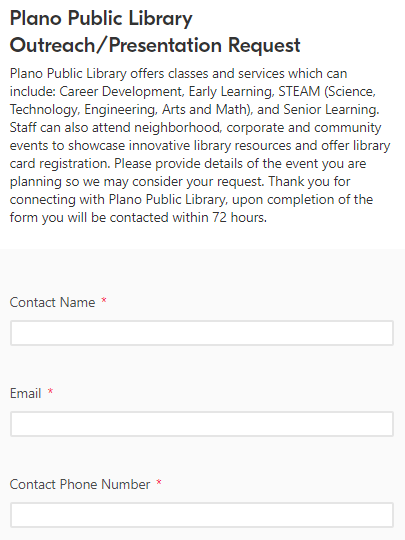 Plano Public Library
Outreach/Presentation Request
Plano Public Library offers classes and services which can
include: Career Development, Early Learning, STEAM (Science,
Technology, Engineering, Arts and Math), and Senior Learning.
Staff can also attend neighborhood, corporate and community
events to showcase innovative library resources and offer library
card registration. Please provide details of the event you are
planning so we may consider your request. Thank you for
connecting with Plano Public Library, upon completion of the
form you will be contacted within 72 hours.
Contact Name *
Email *
Contact Phone Number *